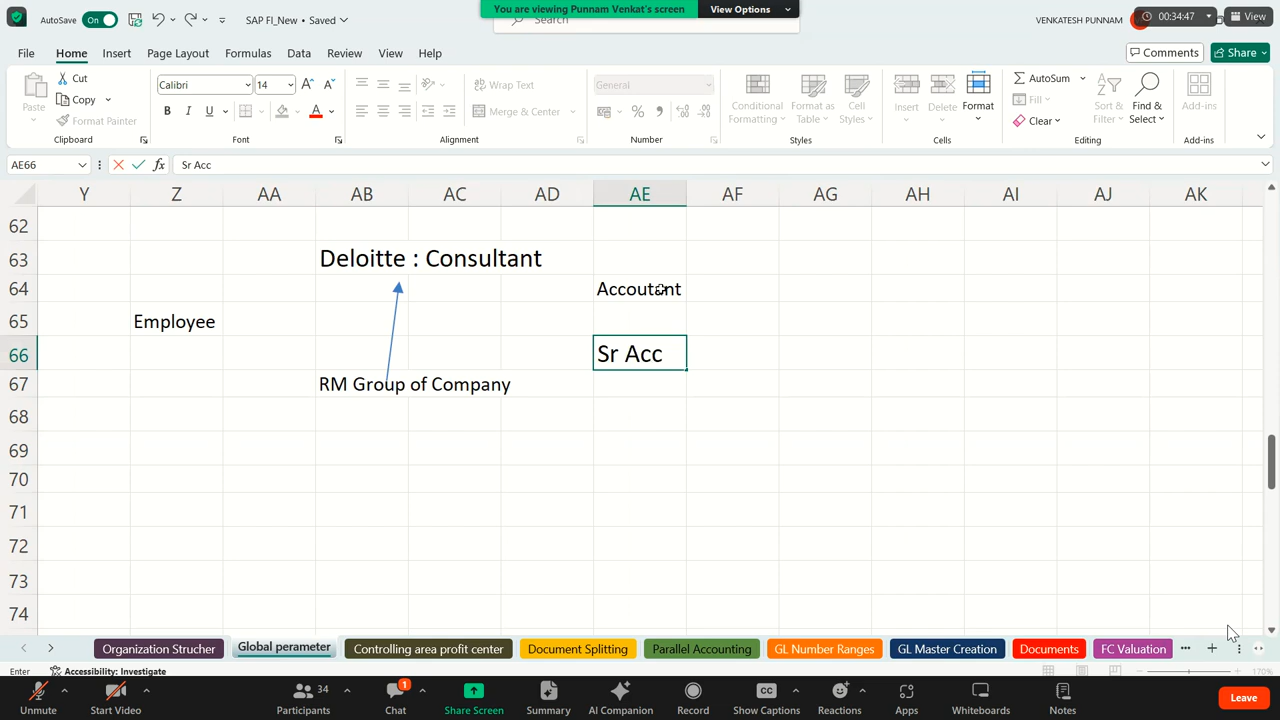 You are viewing Punnam Venkat's screen View Options
AutoSave On SAP FI_New • Saved Search VENKATESH PUNNAM 00:34:47 View
File Home Insert Page Layout Formulas Data Review View Help Comments Share
Paste Cut Copy Format Painter
Calibri 14 A A B I U A
Wrap Text Merge & Center
General % 9
Conditional Formatting Format as Table Cell Styles
Insert Delete Format
AutoSum Fill Clear Sort & Filter Find & Select
Add-ins
Clipboard Font Alignment Number Styles Cells Editing Add-ins
AE66 fx Sr Acc
Y Z AA AB AC AD AE AF AG AH AI AJ AK
62
63 Deloitte : Consultant
64 Accoutant
65 Employee
66 Sr Acc
67 RM Group of Company
68
69
70
71
72
73
74
Organization Strucher Global perameter Controlling area profit center Document Splitting Parallel Accounting GL Number Ranges GL Master Creation Documents FC Valuation
Enter Accessibility: Investigate 170%
Unmute Start Video Participants 34 Chat 1 Share Screen Summary AI Companion Record Show Captions Reactions Apps Whiteboards Notes Leave